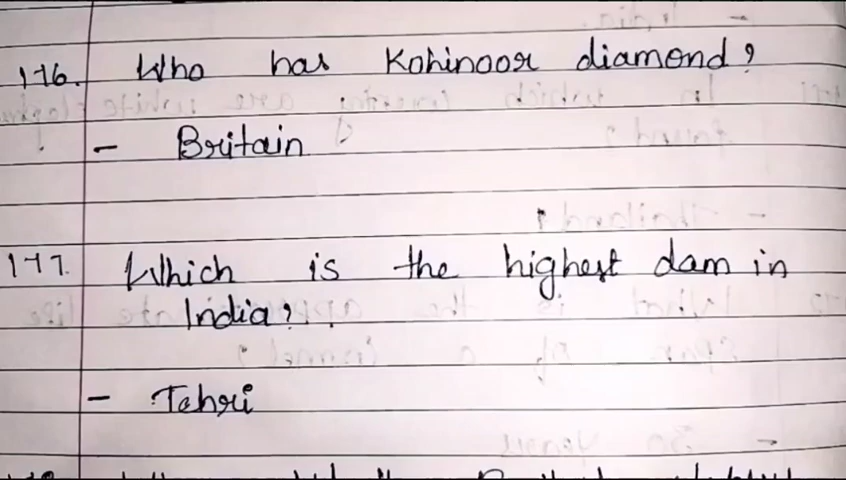 176. Who has Kohinoor diamond?
- Britain
177. Which is the highest dam in
India?
- Tehri